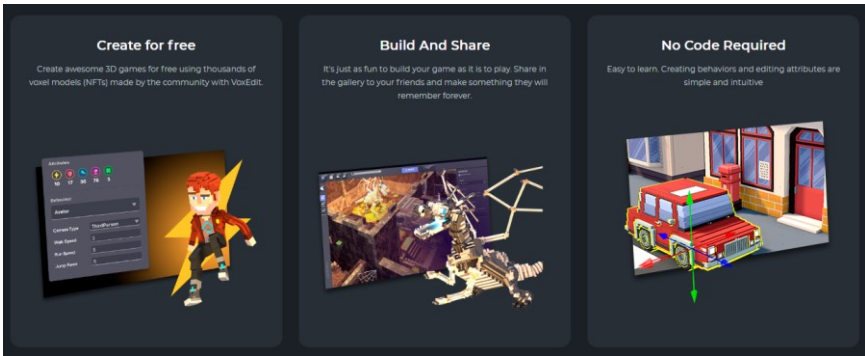 Create for free
Create awesome 3D games for free using thousands of
voxel models (NFTs) made by the community with VoxEdit.
Attributes
Behaviour
Avatar
Camera Type
ThirdPerson
Walk Speed
Run Speed
Build And Share
It's just as fun to build your game as it is to play. Share in
the gallery to your friends and make something they will
remember forever.
No Code Required
Easy to learn. Creating behaviors and editing attributes are
simple and intuitive